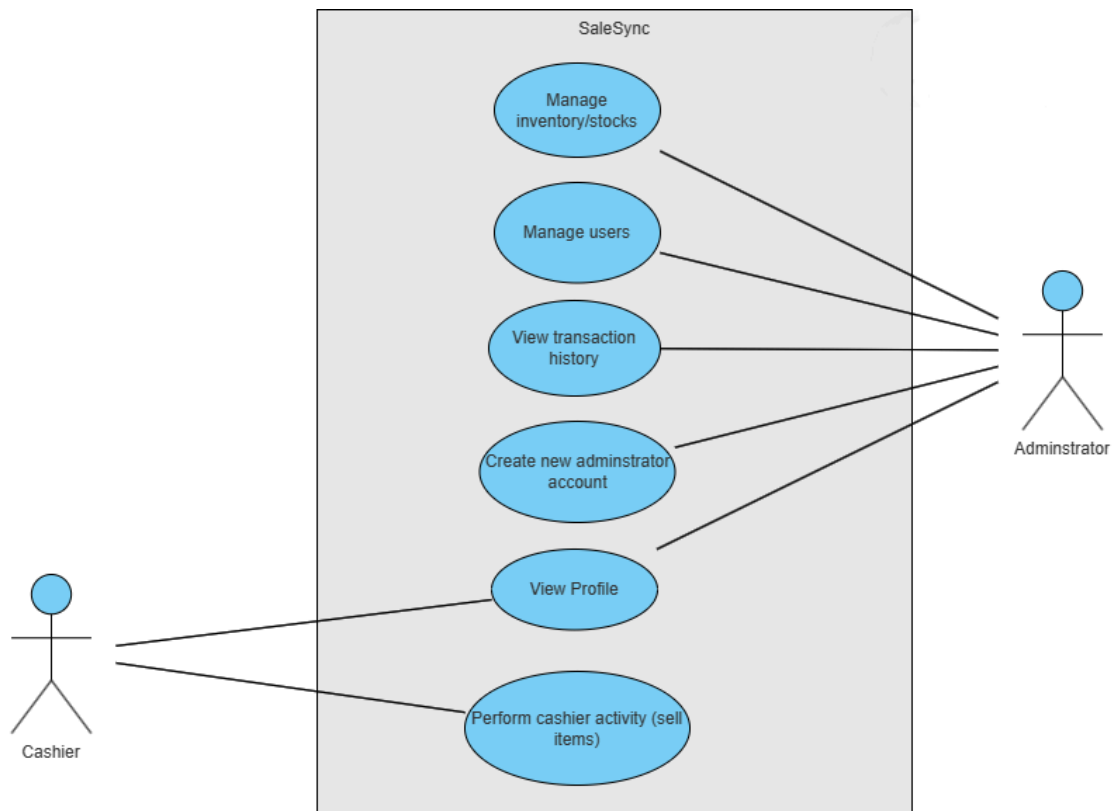 SaleSync
Manage
inventory/stocks
Manage users
View transaction
history
Create new adminstrator
account
Adminstrator
View Profile
Perform cashier activity (sell
items)
Cashier